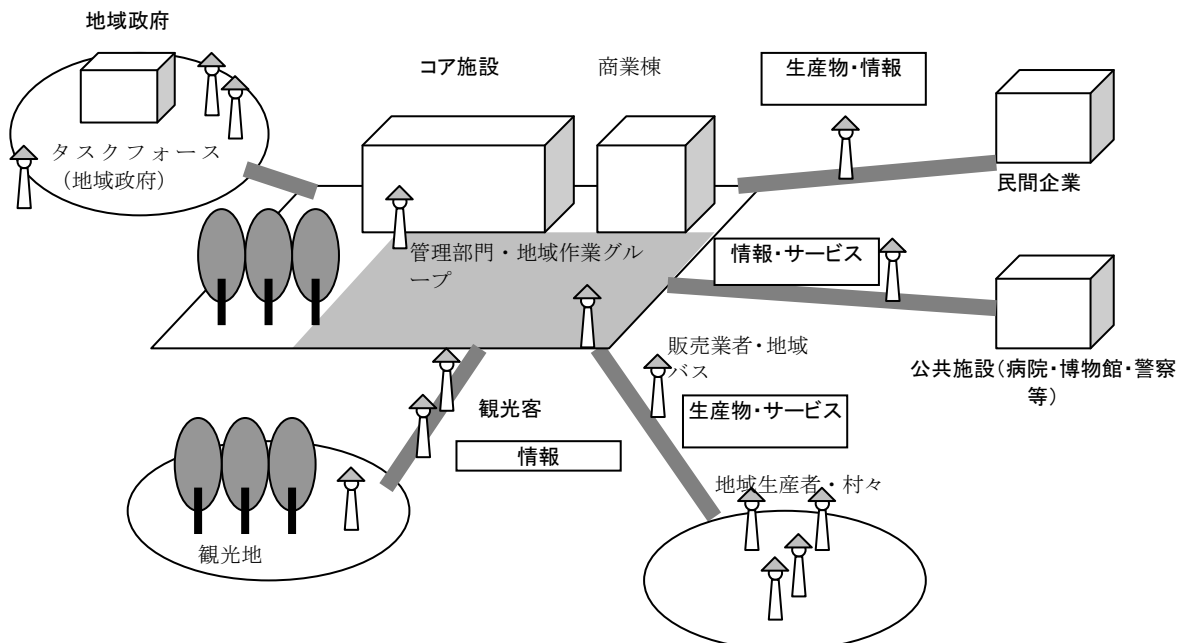 地域政府
コア施設
商業棟
生産物・情報
タスクフォース
（地域政府）
民間企業
管理部門・地域作業グル
ープ
情報・サービス
販売業者・地域
バス
公共施設（病院・博物館・警察
等）
観光客
生産物・サービス
情報
地域生産者・村々
観光地